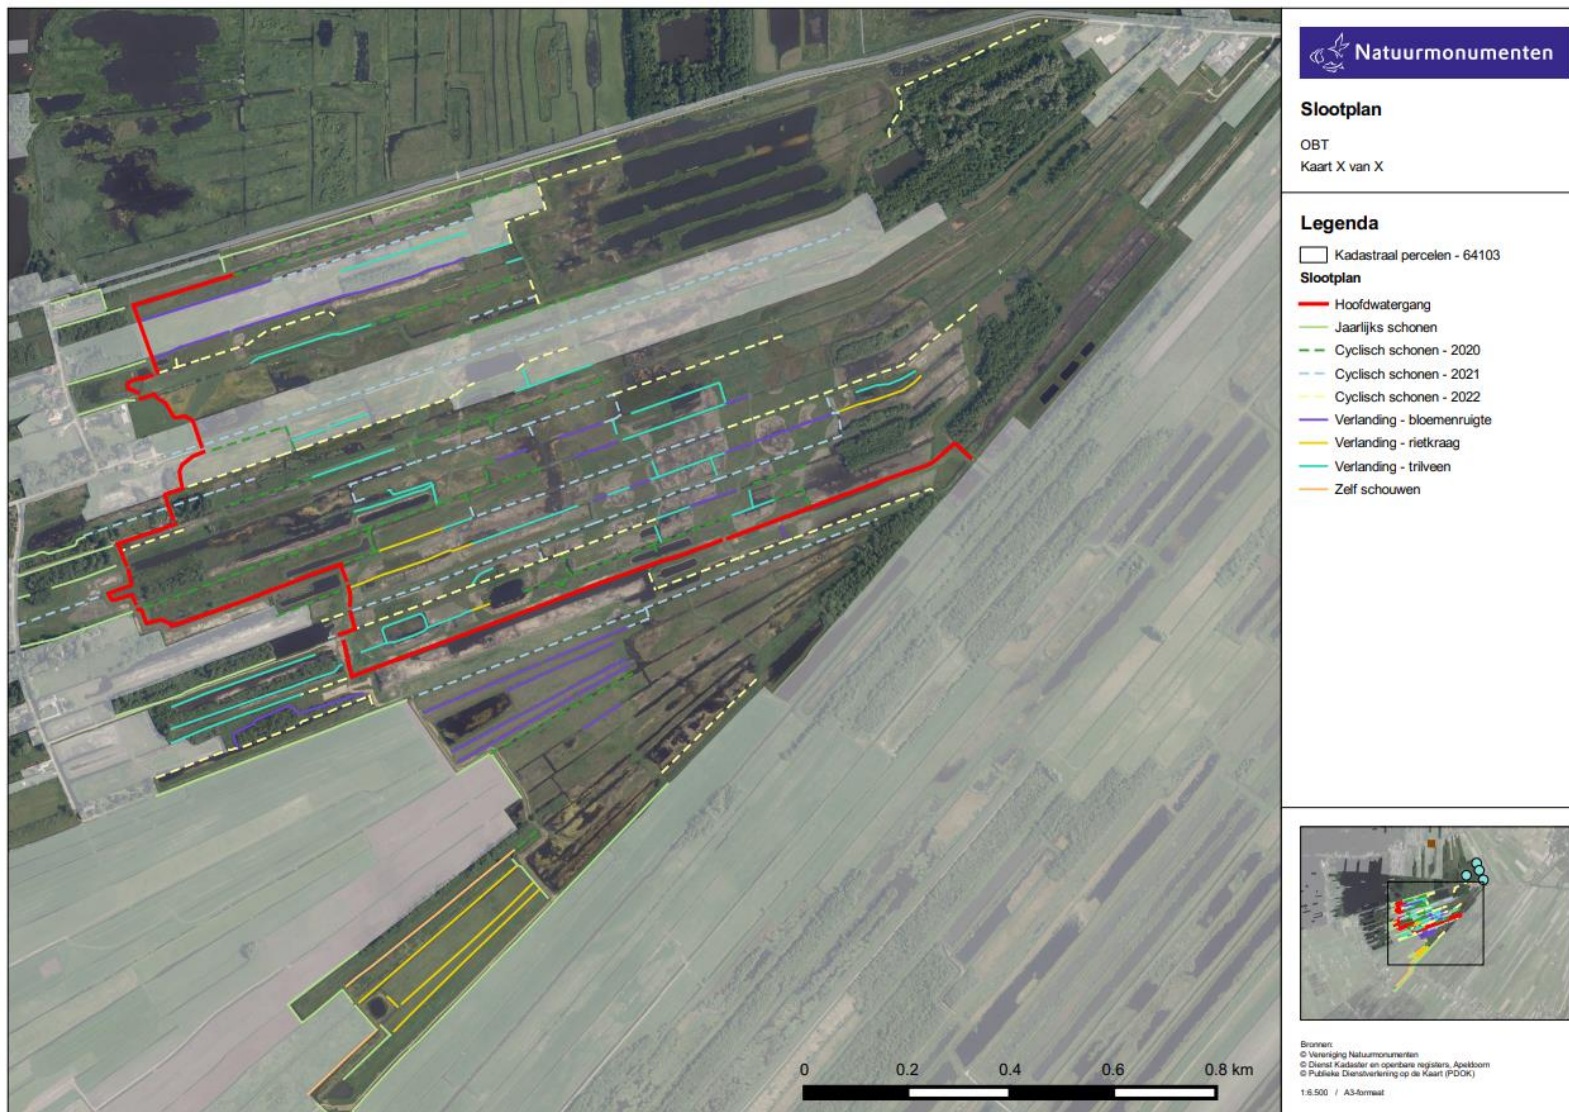 Natuurmonumenten
Slootplan
OBT
Kaart X van X
Legenda
Kadastraal percelen - 64103
Slootplan
Hoofdwatergang
Jaarlijks schonen
Cyclisch schonen - 2020
Cyclisch schonen - 2021
Cyclisch schonen - 2022
Verlanding - bloemenruigte
Verlanding - rietkraag
Verlanding - trilveen
Zelf schouwen
0 0.2 0.4 0.6 0.8 km
Bronnen:
© Vereniging Natuurmonumenten
© Dienst Kadaster en openbare registers, Apeldoorn
© Publieke Dienstverlening op de Kaart (PDOK)
1:6.500 / A3-formaat